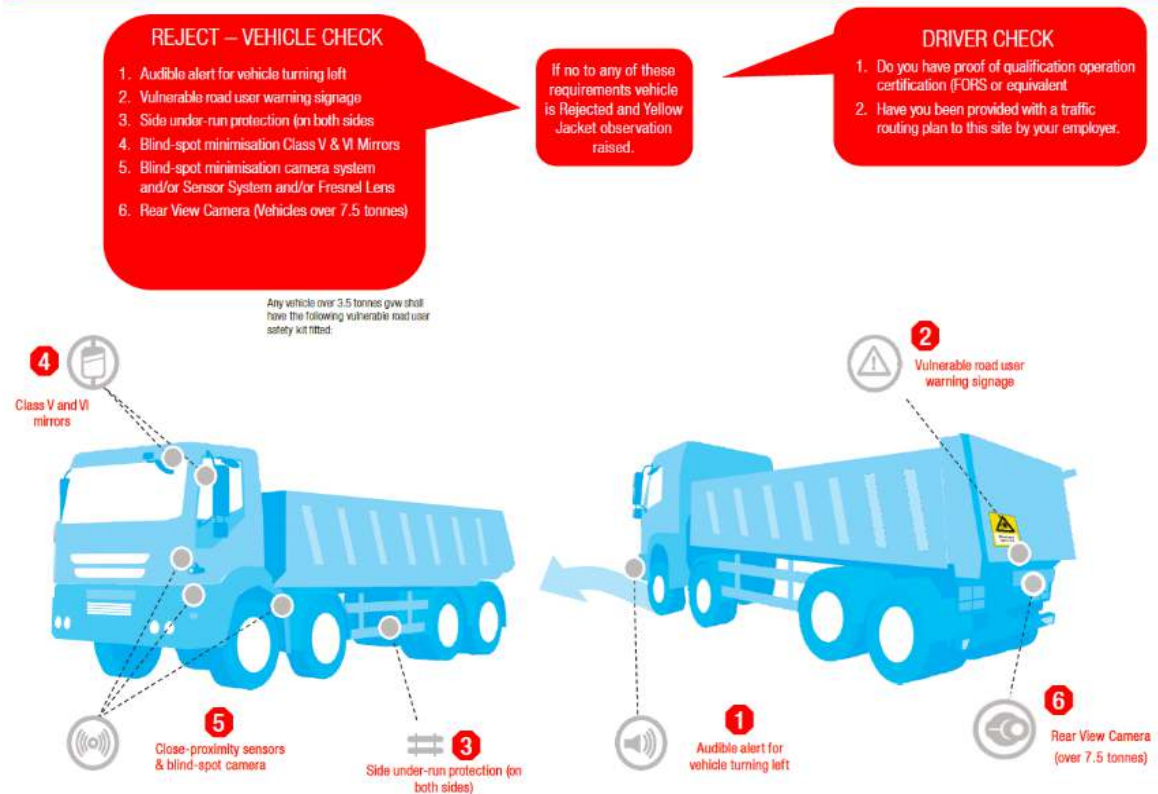 REJECT – VEHICLE CHECK
1. Audible alert for vehicle turning left
2. Vulnerable road user warning signage
3. Side under-run protection (on both sides
4. Blind-spot minimisation Class V & VI Mirrors
5. Blind-spot minimisation camera system
and/or Sensor System and/or Fresnel Lens
6. Rear View Camera (Vehicles over 7.5 tonnes)
If no to any of these
requirements vehicle
is Rejected and Yellow
Jacket observation
raised.
DRIVER CHECK
1. Do you have proof of qualification operation
certification (FORS or equivalent
2. Have you been provided with a traffic
routing plan to this site by your employer.
Any vehicle over 3.5 tonnes gvw shall
have the following vulnerable road user
safety kit fitted:
4
Class V and VI
mirrors
2
Vulnerable road user
warning signage
5
Close-proximity sensors
& blind-spot camera
3
Side under-run protection (on
both sides)
1
Audible alert for
vehicle turning left
6
Rear View Camera
(over 7.5 tonnes)